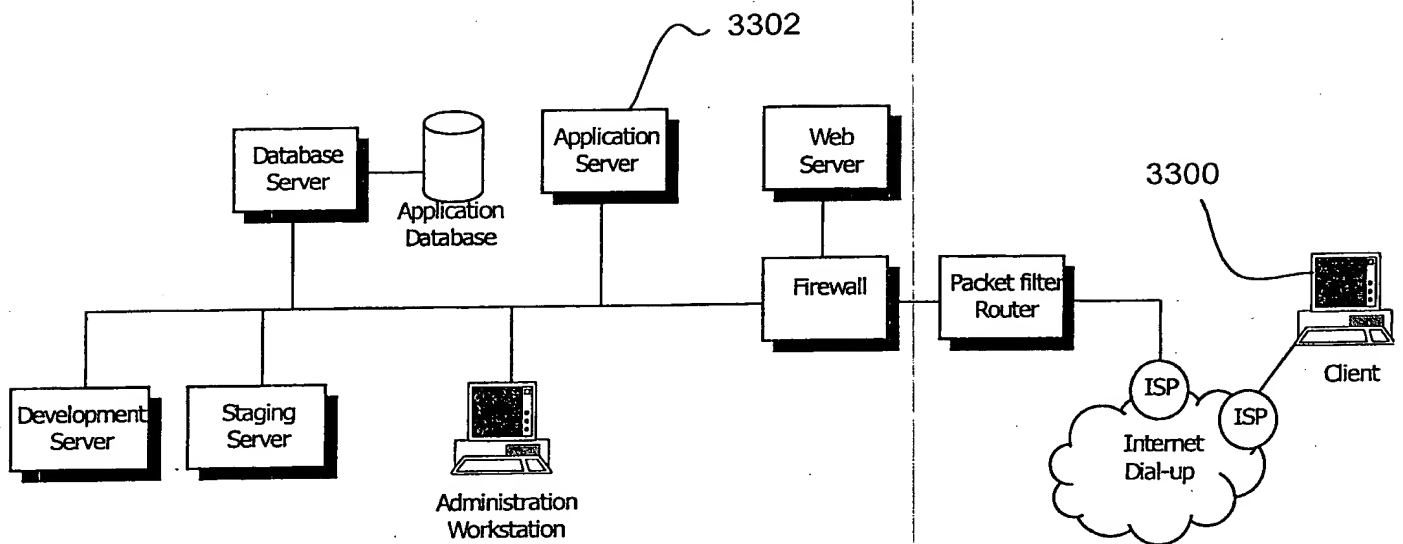 3302
Database
Server
Application
Database
Application
Server
Web
Server
3300
Firewall
Packet filter
Router
Client
Development
Server
Staging
Server
Administration
Workstation
ISP
ISP
Internet
Dial-up